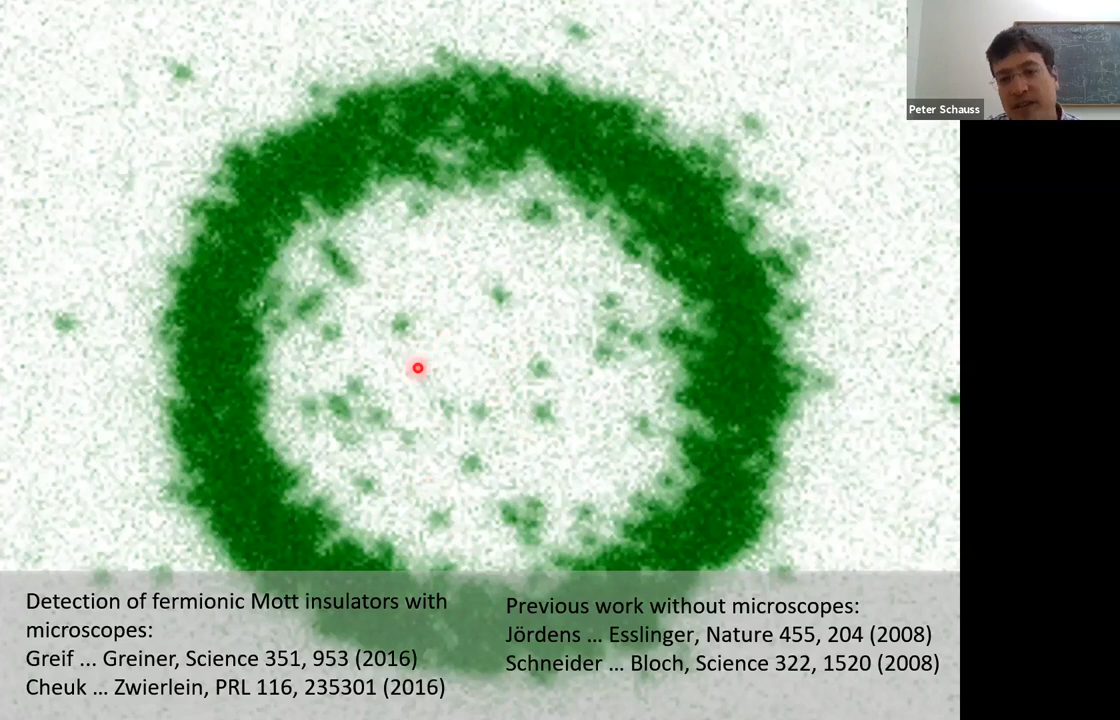 Peter Schauss
Detection of fermionic Mott insulators with
microscopes:
Greif ... Greiner, Science 351, 953 (2016)
Cheuk ... Zwierlein, PRL 116, 235301 (2016)
Previous work without microscopes:
Jördens ... Esslinger, Nature 455, 204 (2008)
Schneider ... Bloch, Science 322, 1520 (2008)